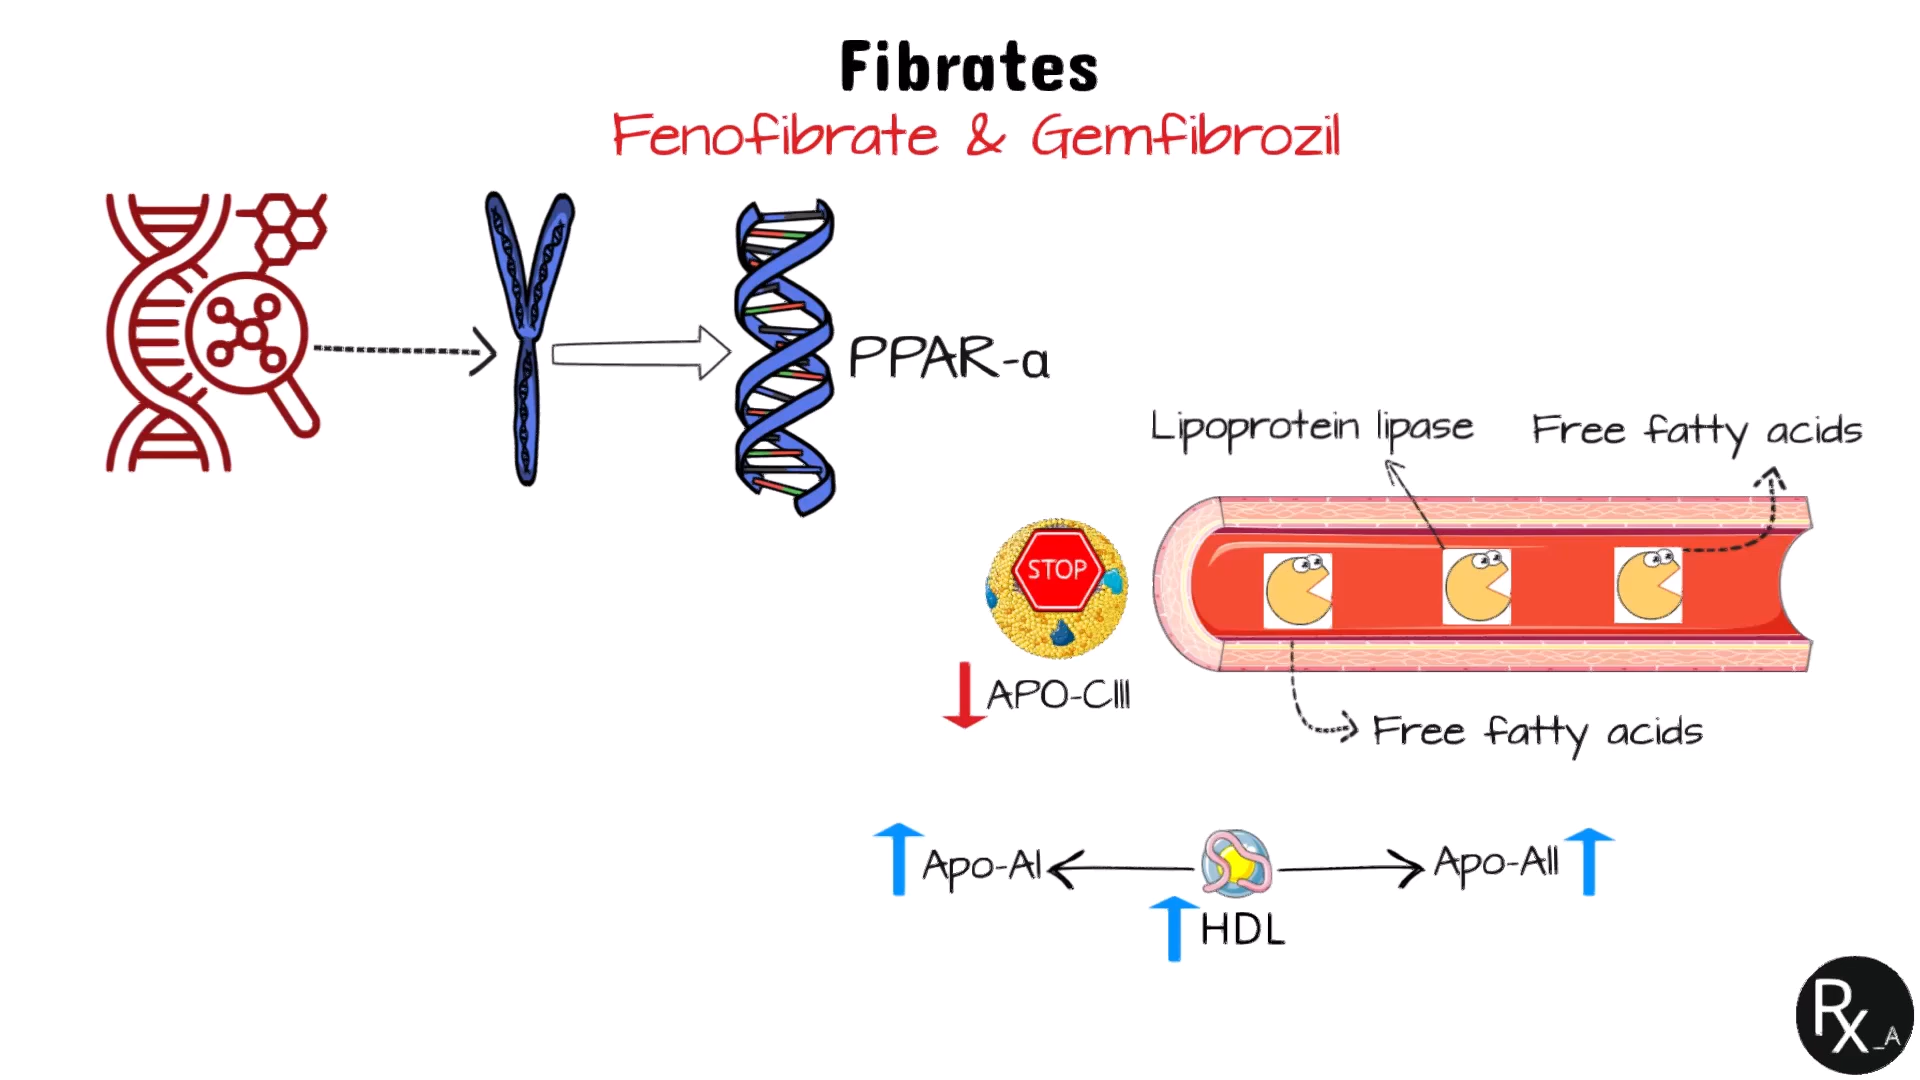 Fibrates
Fenofibrate & Gemfibrozil
PPAR-α
Lipoprotein lipase
Free fatty acids
STOP
APO-CIII
Free fatty acids
Apo-AI
Apo-AII
HDL
Rx_A